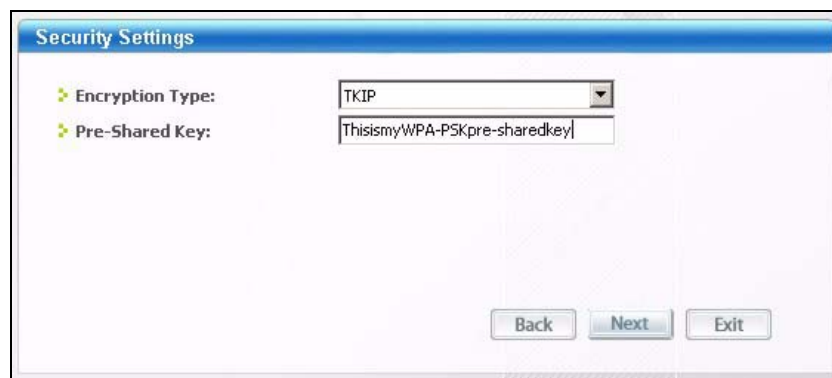 Security Settings
Encryption Type: TKIP
Pre-Shared Key: ThisismyWPA-PSKpre-sharedkey
Back Next Exit